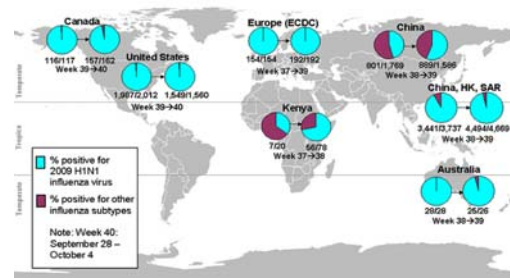 Canada
116/117
157/162
Week 39→40
United States
1,987/2,012
1,549/1,560
Week 39→40
Europe (ECDC)
154/154
192/192
Week 37→39
China
801/1,769
889/1,586
Week 38→39
China, HK, SAR
3,441/3,737
4,494/4,669
Week 38→39
Kenya
7/20
56/78
Week 37→38
Australia
28/28
25/26
Week 38→39
Temperate
Tropics
Temperate
% positive for
2009 H1N1
influenza virus
% positive for other
influenza subtypes
Note: Week 40:
September 28 –
October 4